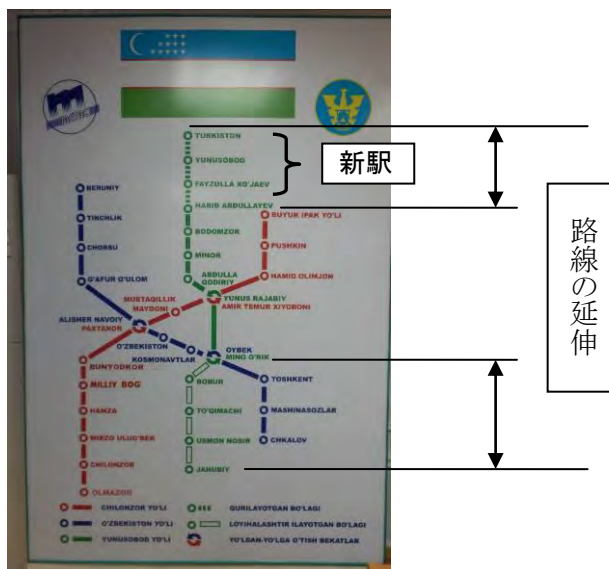 TURKISTON
YUNUSOBOD
FAYZULLA XO'JAEV
新駅
HABIB ABDULLAYEV
BERUNIY
BUYUK IPAK YO'LI
TINCHLIK
BODOMZOR
PUSHKIN
CHORSU
MINOR
G'AFUR G'ULOM
ABDULLA
QODIRIY
HAMID OLIMJON
MUSTAQILLIK
MAYDONI
YUNUS RAJABIY
AMIR TEMUR XIYOBONI
ALISHER NAVOIY
PAXTAKOR
O'ZBEKISTON
KOSMONAVTLAR
OYBEK
MING O'RIK
BUNYODKOR
MILLIY BOG
BOBUR
TOSHKENT
HAMZA
TO'QIMACHI
MASHINASOZLAR
MIRZO ULUG'BEK
USMON NOSIR
CHKALOV
CHILONZOR
JANUBIY
OLMAZOR
CHILONZOR YO'LI
QURILAYOTGAN BO'LAGI
O'ZBEKISTON YO'LI
LOYIHALASHTIR ILAYOTGAN BO'LAGI
YUNUSOBOD YO'LI
YO'LDAN-YO'LGA O'TISH BEKATLAR
路線の延伸